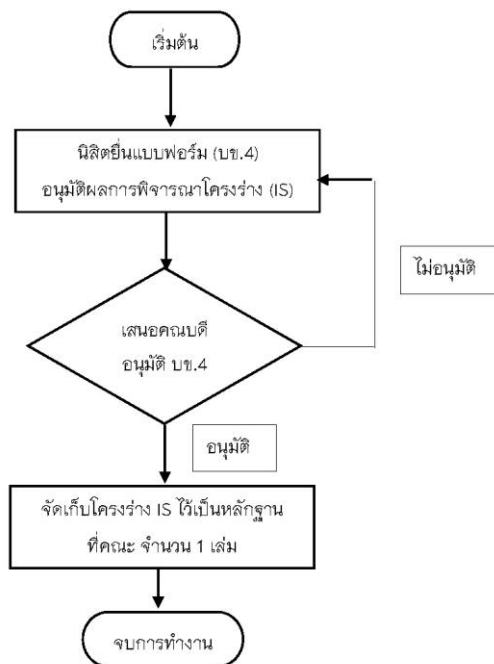 เริ่มต้น
นิสิตยื่นแบบฟอร์ม (บข.4)
อนุมัติผลการพิจารณาโครงร่าง (IS)
ไม่อนุมัติ
เสนอคณบดี
อนุมัติ บข.4
อนุมัติ
จัดเก็บโครงร่าง IS ไว้เป็นหลักฐาน
ที่คณะ จำนวน 1 เล่ม
จบการทำงาน